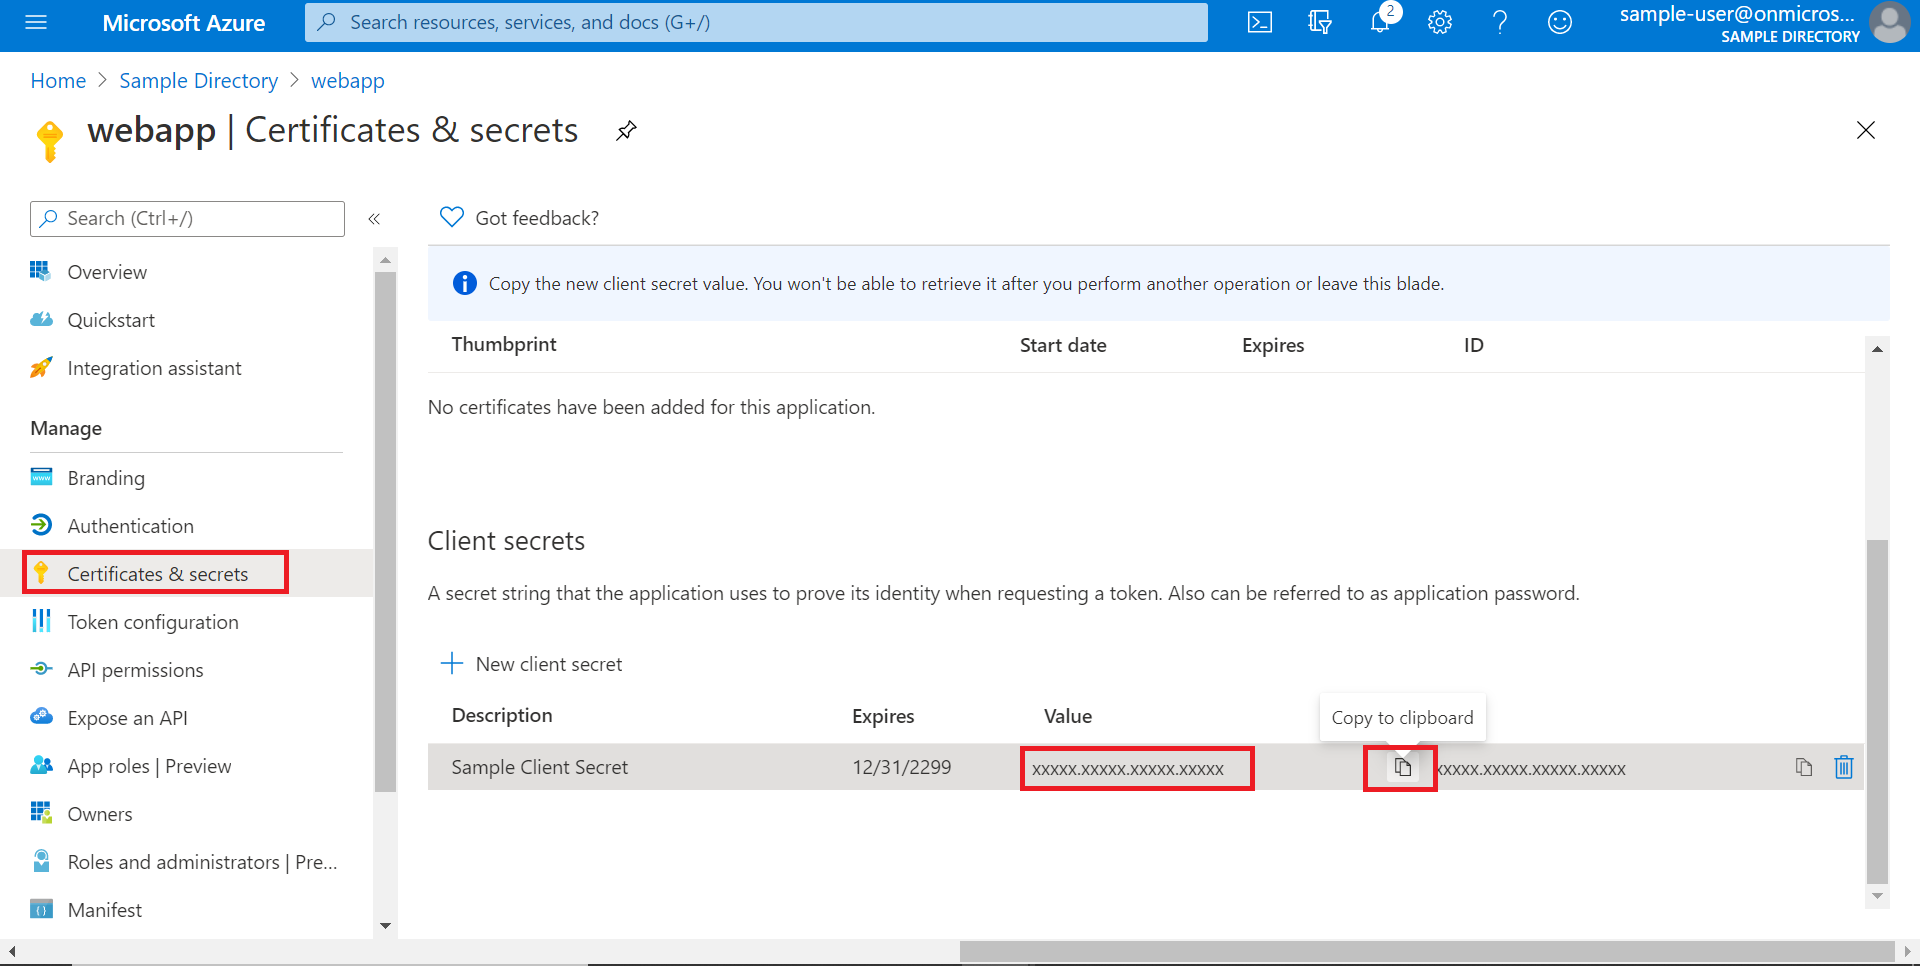 Microsoft Azure
Search resources, services, and docs (G+/)
2
sample-user@onmicros...
SAMPLE DIRECTORY
Home > Sample Directory > webapp
webapp | Certificates & secrets
Search (Ctrl+/)
«
Overview
Quickstart
Integration assistant
Manage
Branding
Authentication
Certificates & secrets
Token configuration
API permissions
Expose an API
App roles | Preview
Owners
Roles and administrators | Pre...
Manifest
Got feedback?
Copy the new client secret value. You won't be able to retrieve it after you perform another operation or leave this blade.
Thumbprint Start date Expires ID
No certificates have been added for this application.
Client secrets
A secret string that the application uses to prove its identity when requesting a token. Also can be referred to as application password.
New client secret
Description Expires Value
Copy to clipboard
Sample Client Secret 12/31/2299 xxxxx.xxxxx.xxxxx.xxxxx xxxxx.xxxxx.xxxxx.xxxxx